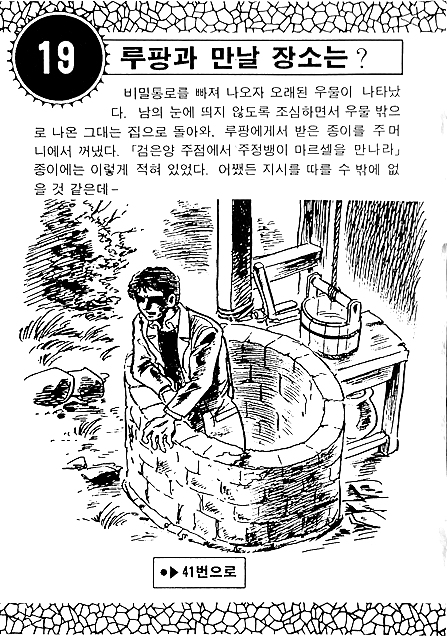 19
루팡과 만날 장소는?
비밀통로를 빠져 나오자 오래된 우물이 나타났
다. 남의 눈에 띄지 않도록 조심하면서 우물 밖으
로 나온 그대는 집으로 돌아와, 루팡에게서 받은 종이를 주머
니에서 꺼냈다. 「검은양 주점에서 주정뱅이 마르셀을 만나라」
종이에는 이렇게 적혀 있었다. 어쨌든 지시를 따를 수 밖에 없
을 것 같은데–
●▶41번으로